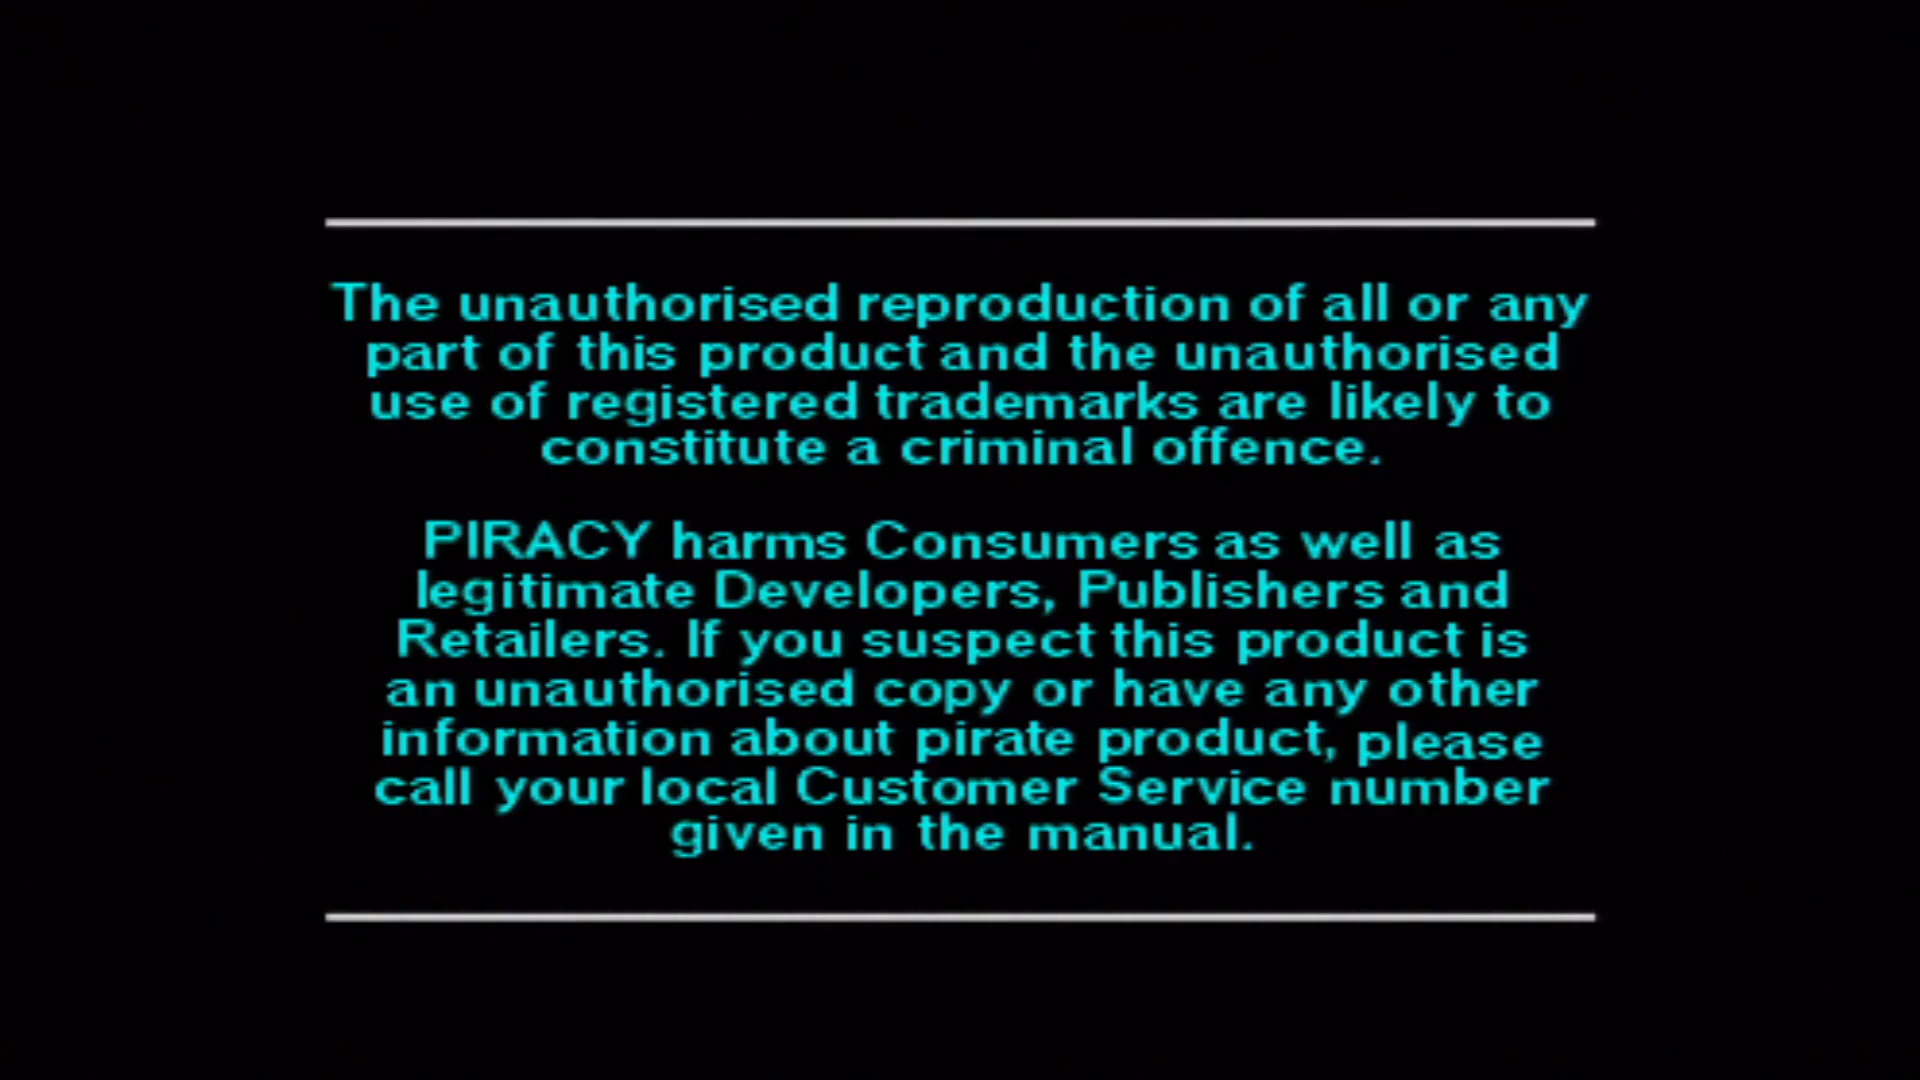 The unauthorised reproduction of all or any
part of this product and the unauthorised
use of registered trademarks are likely to
constitute a criminal offence.
PIRACY harms Consumers as well as
legitimate Developers, Publishers and
Retailers. If you suspect this product is
an unauthorised copy or have any other
information about pirate product, please
call your local Customer Service number
given in the manual.